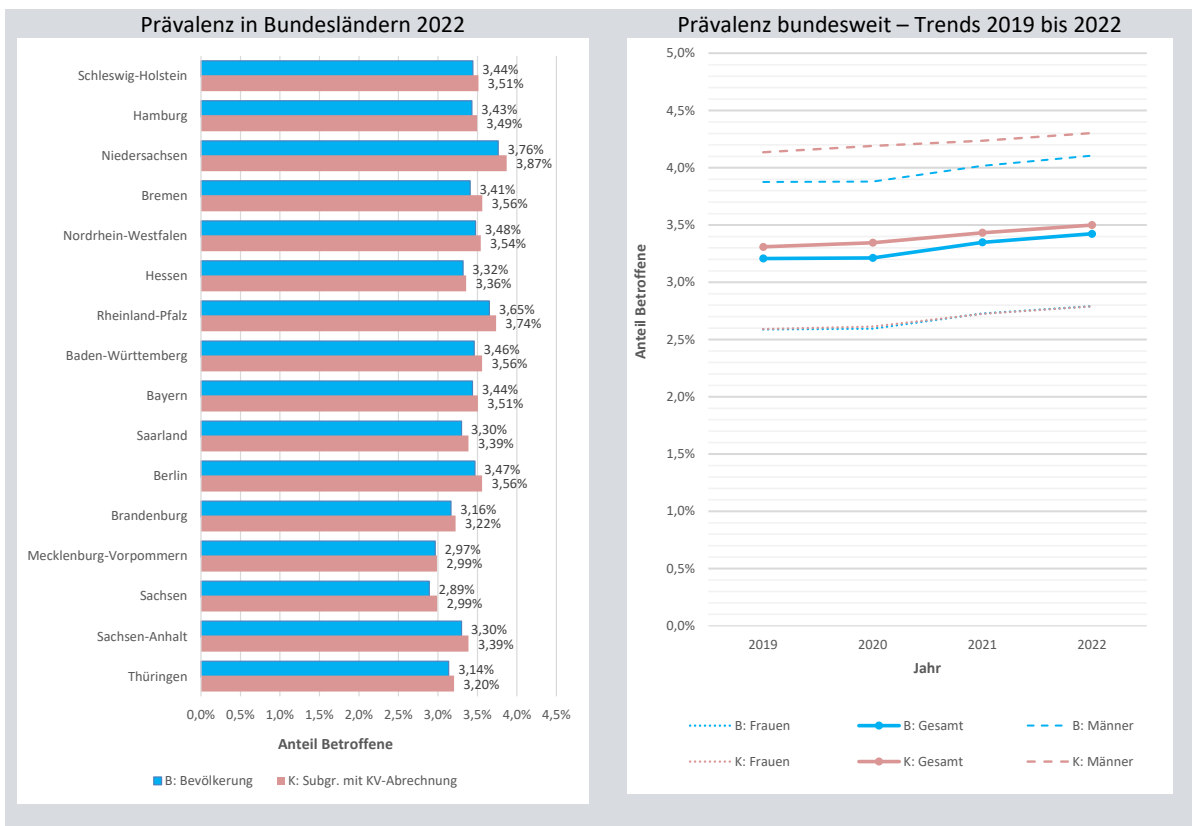 Prävalenz in Bundesländern 2022
Schleswig-Holstein
3,44%
3,51%
Hamburg
3,43%
3,49%
Niedersachsen
3,76%
3,87%
Bremen
3,41%
3,56%
Nordrhein-Westfalen
3,48%
3,54%
Hessen
3,32%
3,36%
Rheinland-Pfalz
3,65%
3,74%
Baden-Württemberg
3,46%
3,56%
Bayern
3,44%
3,51%
Saarland
3,30%
3,39%
Berlin
3,47%
3,56%
Brandenburg
3,16%
3,22%
Mecklenburg-Vorpommern
2,97%
2,99%
Sachsen
2,89%
2,99%
Sachsen-Anhalt
3,30%
3,39%
Thüringen
3,14%
3,20%
0,0% 0,5% 1,0% 1,5% 2,0% 2,5% 3,0% 3,5% 4,0% 4,5%
Anteil Betroffene
B: Bevölkerung K: Subgr. mit KV-Abrechnung
Prävalenz bundesweit – Trends 2019 bis 2022
5,0%
4,5%
4,0%
3,5%
3,0%
2,5%
2,0%
1,5%
1,0%
0,5%
0,0%
Anteil Betroffene
2019 2020 2021 2022
Jahr
B: Frauen B: Gesamt B: Männer
K: Frauen K: Gesamt K: Männer